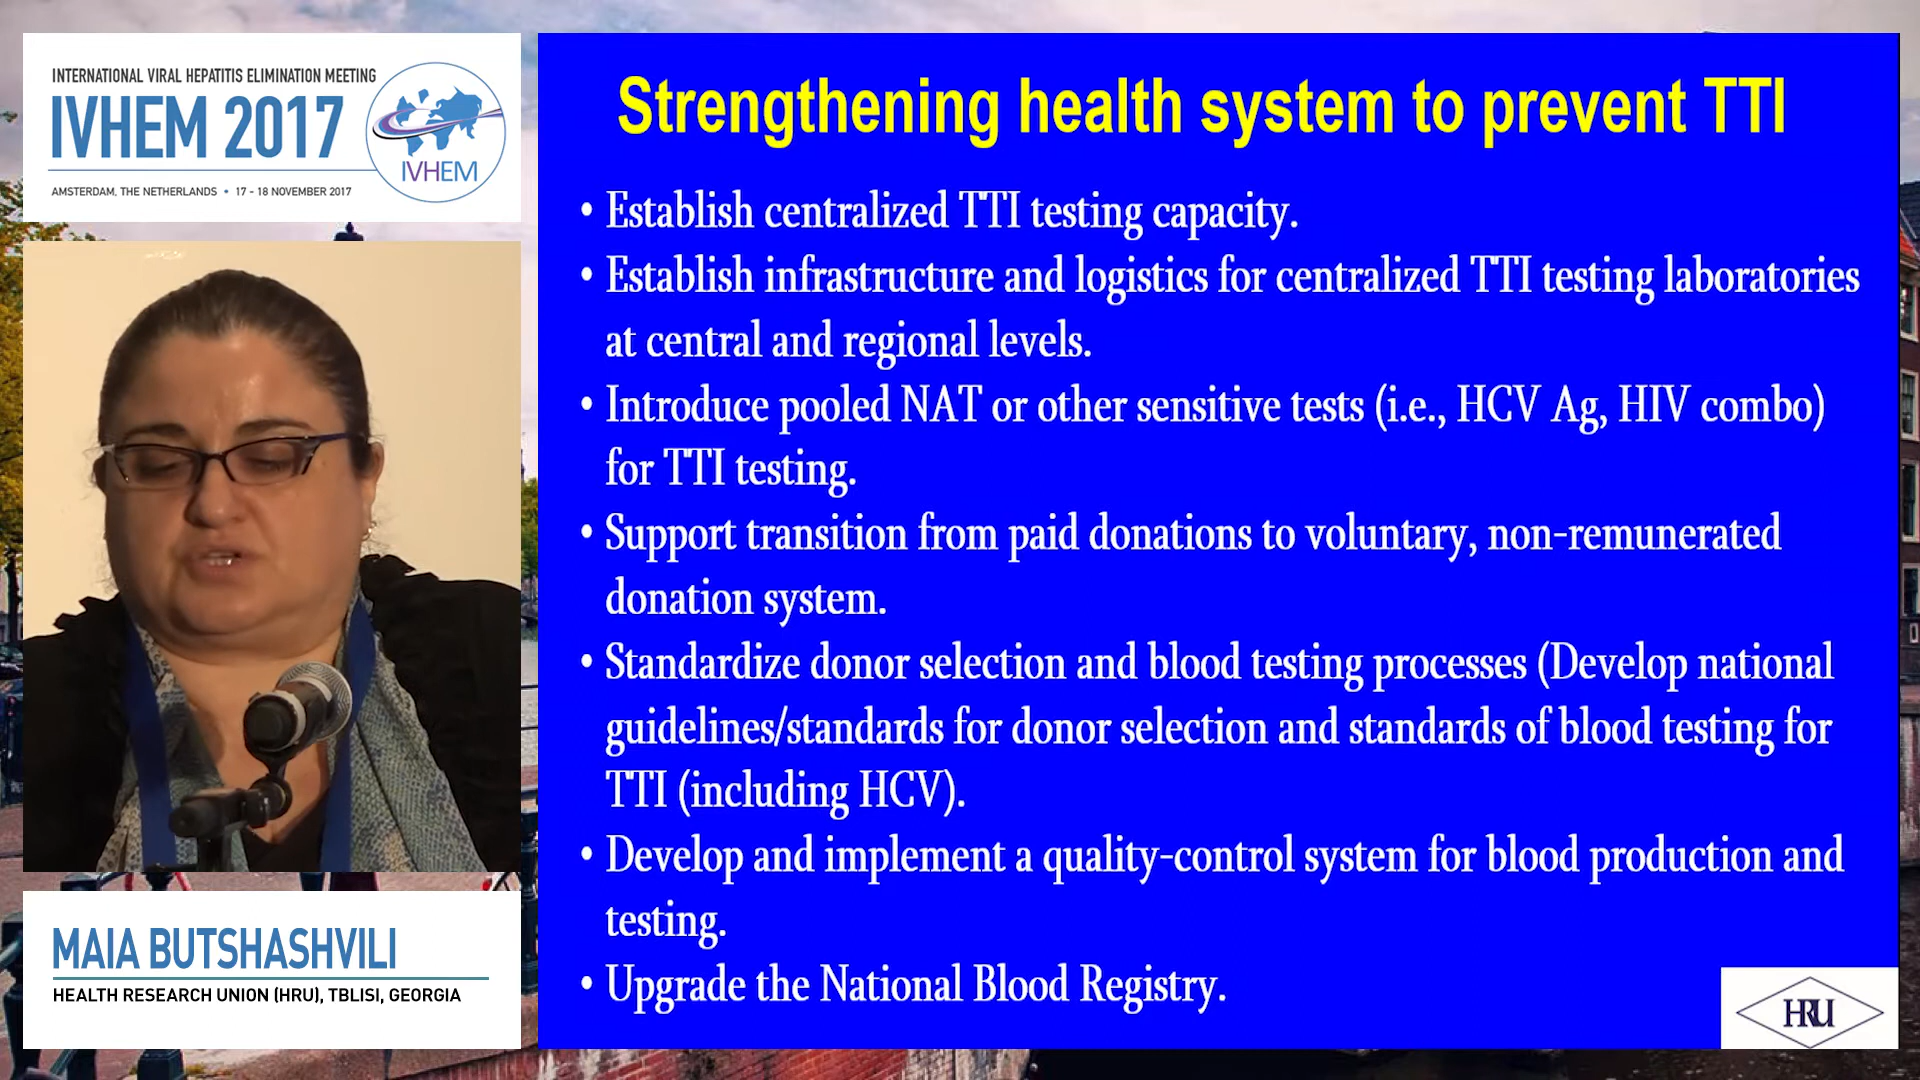 INTERNATIONAL VIRAL HEPATITIS ELIMINATION MEETING
IVHEM 2017
IVHEM
AMSTERDAM, THE NETHERLANDS • 17 - 18 NOVEMBER 2017
MAIA BUTSHASHVILI
HEALTH RESEARCH UNION (HRU), TBLISI, GEORGIA
Strengthening health system to prevent TTI
• Establish centralized TTI testing capacity.
• Establish infrastructure and logistics for centralized TTI testing laboratories
at central and regional levels.
• Introduce pooled NAT or other sensitive tests (i.e., HCV Ag, HIV combo)
for TTI testing.
• Support transition from paid donations to voluntary, non-remunerated
donation system.
• Standardize donor selection and blood testing processes (Develop national
guidelines/standards for donor selection and standards of blood testing for
TTI (including HCV).
• Develop and implement a quality-control system for blood production and
testing.
• Upgrade the National Blood Registry.
HRU